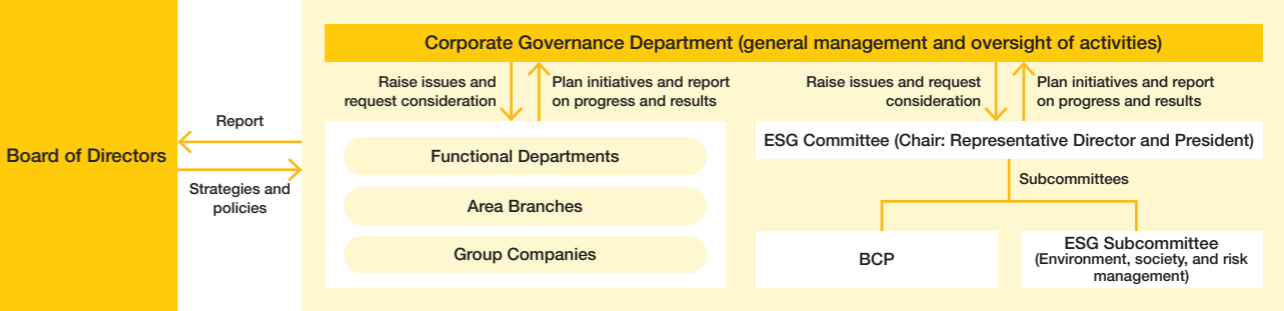 Board of Directors
Report
Strategies and
policies
Corporate Governance Department (general management and oversight of activities)
Raise issues and
request consideration
Plan initiatives and report
on progress and results
Functional Departments
Area Branches
Group Companies
Raise issues and request
consideration
Plan initiatives and report
on progress and results
ESG Committee (Chair: Representative Director and President)
Subcommittees
BCP
ESG Subcommittee
(Environment, society, and risk
management)